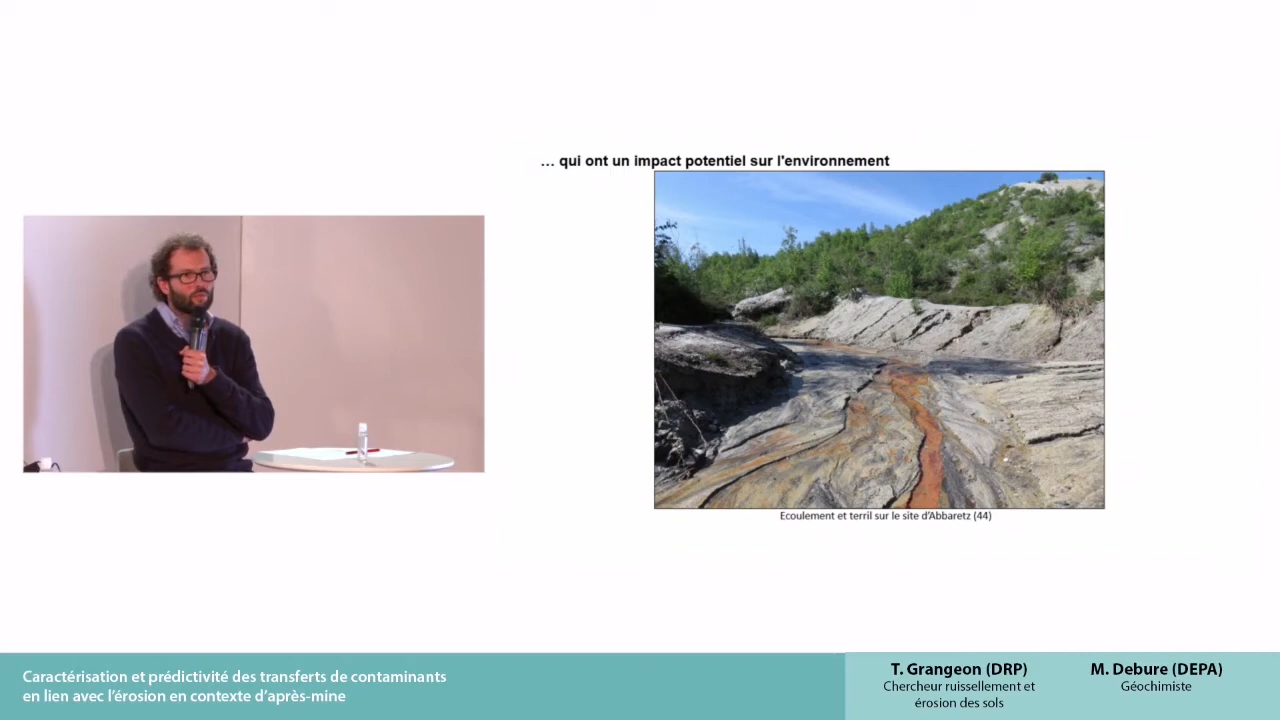 … qui ont un impact potentiel sur l'environnement
Ecoulement et terril sur le site d'Abbaretz (44)
Caractérisation et prédictivité des transferts de contaminants
en lien avec l'érosion en contexte d'après-mine
T. Grangeon (DRP)
Chercheur ruissellement et
érosion des sols
M. Debure (DEPA)
Géochimiste